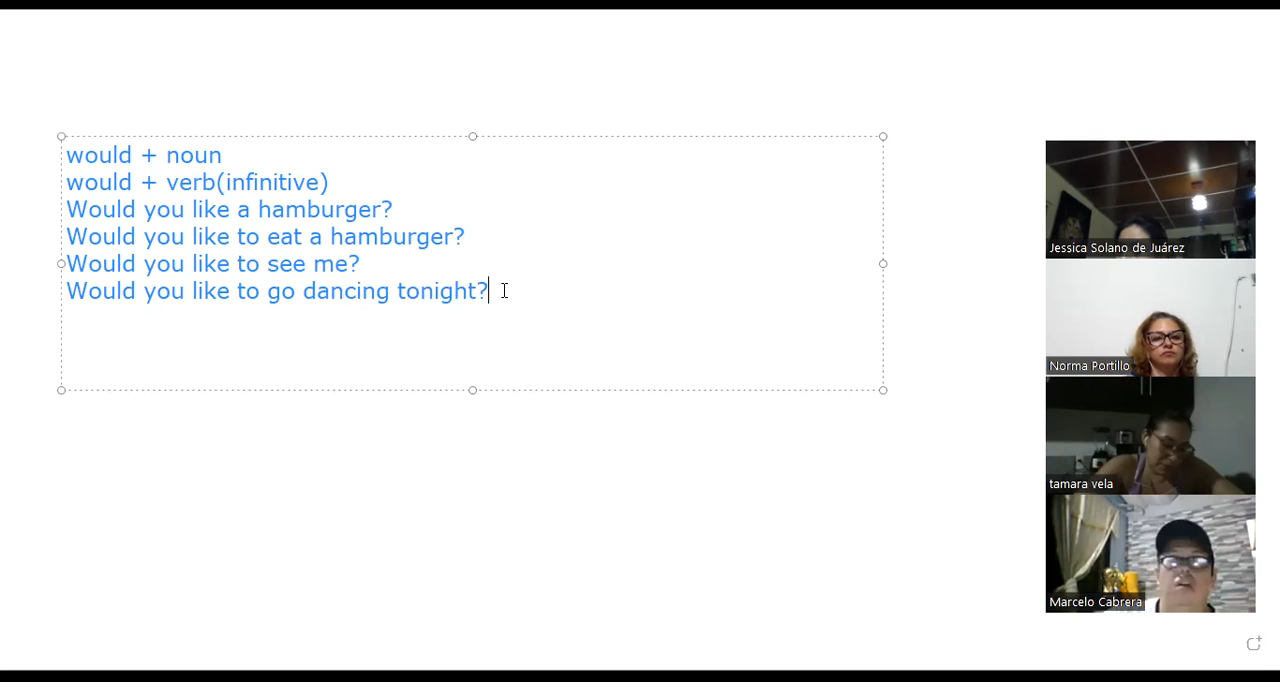 would + noun
would + verb(infinitive)
Would you like a hamburger?
Would you like to eat a hamburger?
Would you like to see me?
Would you like to go dancing tonight?
Jessica Solano de Juárez
Norma Portillo
tamara vela
Marcelo Cabrera